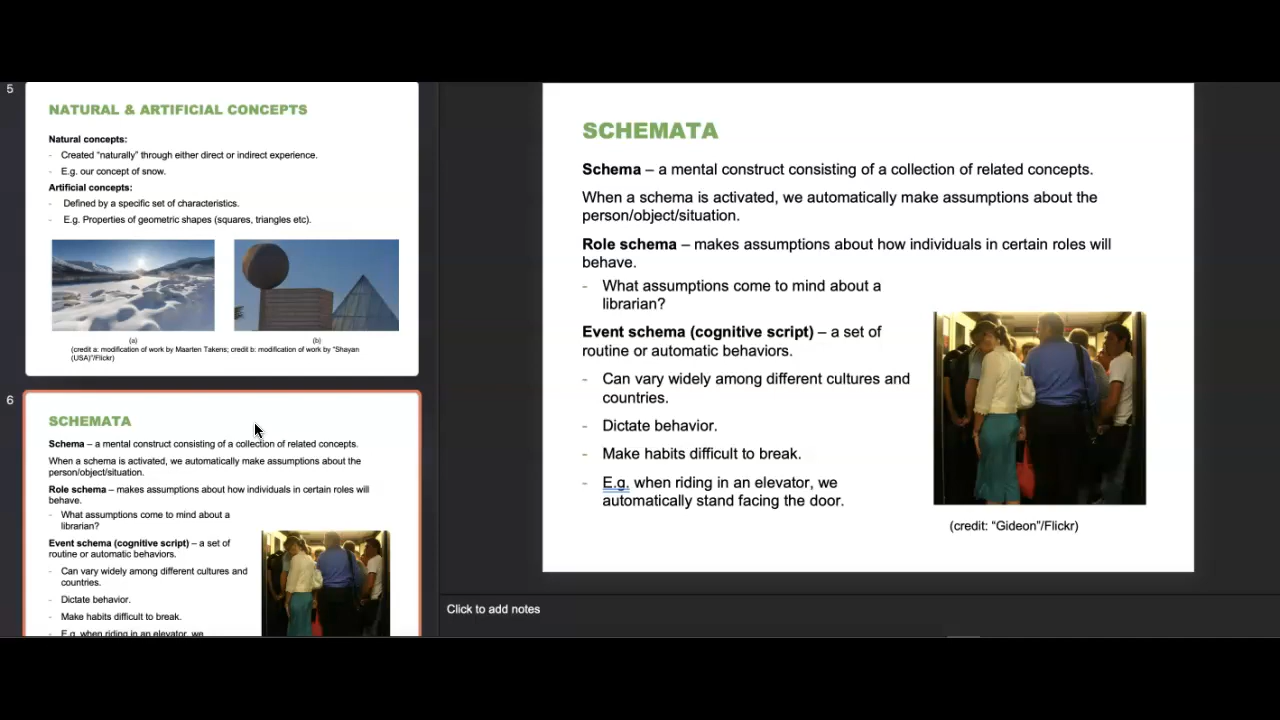 5
NATURAL & ARTIFICIAL CONCEPTS
Natural concepts:
- Created “naturally” through either direct or indirect experience.
- E.g. our concept of snow.
Artificial concepts:
- Defined by a specific set of characteristics.
- E.g. Properties of geometric shapes (squares, triangles etc).
(a) (b)
(credit a: modification of work by Maarten Takens; credit b: modification of work by “Shayan
(USA)”/Flickr)
6
SCHEMATA
Schema – a mental construct consisting of a collection of related concepts.
When a schema is activated, we automatically make assumptions about the
person/object/situation.
Role schema – makes assumptions about how individuals in certain roles will
behave.
- What assumptions come to mind about a
librarian?
Event schema (cognitive script) – a set of
routine or automatic behaviors.
- Can vary widely among different cultures and
countries.
- Dictate behavior.
- Make habits difficult to break.
- E.g. when riding in an elevator, we
SCHEMATA
Schema – a mental construct consisting of a collection of related concepts.
When a schema is activated, we automatically make assumptions about the
person/object/situation.
Role schema – makes assumptions about how individuals in certain roles will
behave.
- What assumptions come to mind about a
librarian?
Event schema (cognitive script) – a set of
routine or automatic behaviors.
- Can vary widely among different cultures and
countries.
- Dictate behavior.
- Make habits difficult to break.
- E.g. when riding in an elevator, we
automatically stand facing the door.
(credit: “Gideon”/Flickr)
Click to add notes